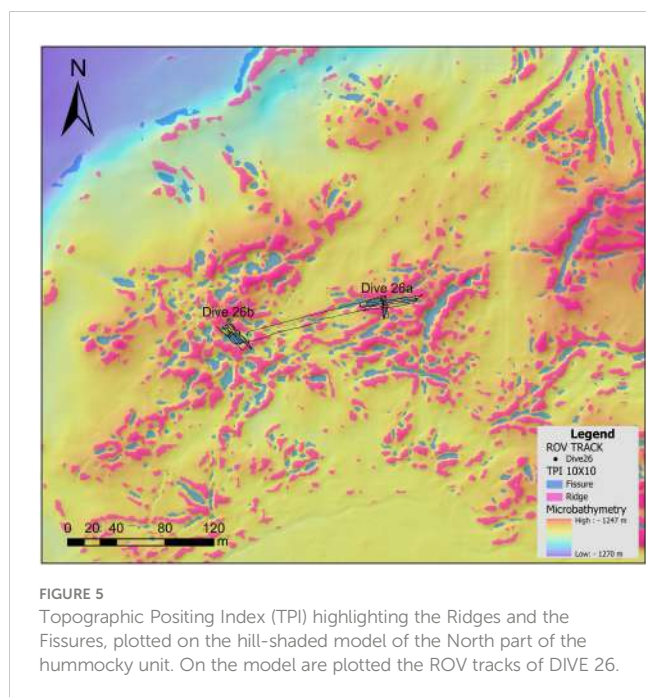 N
Dive 26a
Dive 26b
Legend
ROV TRACK
Dive26
TPI 10X10
Fissure
Ridge
Microbathymetry
High : - 1247 m
Low: - 1270 m
0 20 40 80 120
m
FIGURE 5
Topographic Positing Index (TPI) highlighting the Ridges and the
Fissures, plotted on the hill-shaded model of the North part of the
hummocky unit. On the model are plotted the ROV tracks of DIVE 26.